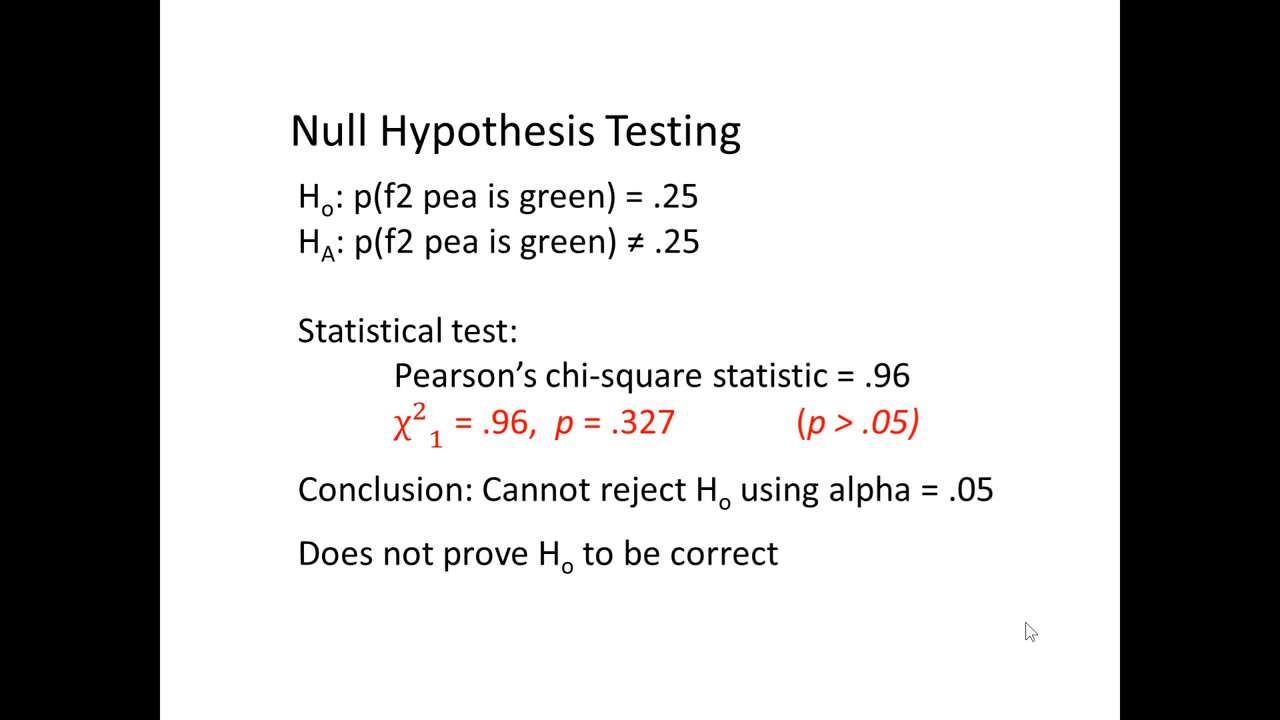 Null Hypothesis Testing
Hₒ: p(f2 pea is green) = .25
H_A: p(f2 pea is green) ≠ .25
Statistical test:
Pearson’s chi-square statistic = .96
χ²₁ = .96, p = .327 (p > .05)
Conclusion: Cannot reject Hₒ using alpha = .05
Does not prove Hₒ to be correct